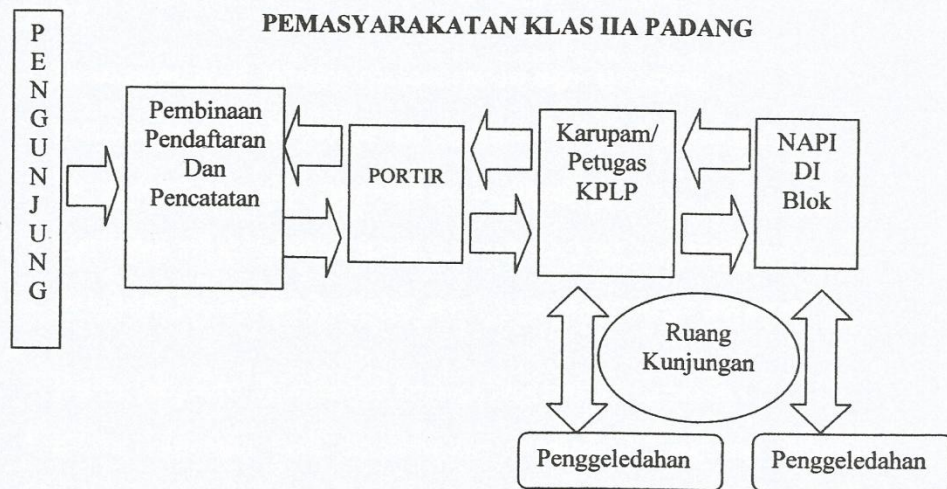 PEMASYARAKATAN KLAS IIA PADANG
PENGUNJUNG
Pembinaan
Pendaftaran
Dan
Pencatatan
PORTIR
Karupam/
Petugas
KPLP
NAPI
DI
Blok
Ruang
Kunjungan
Penggeledahan
Penggeledahan